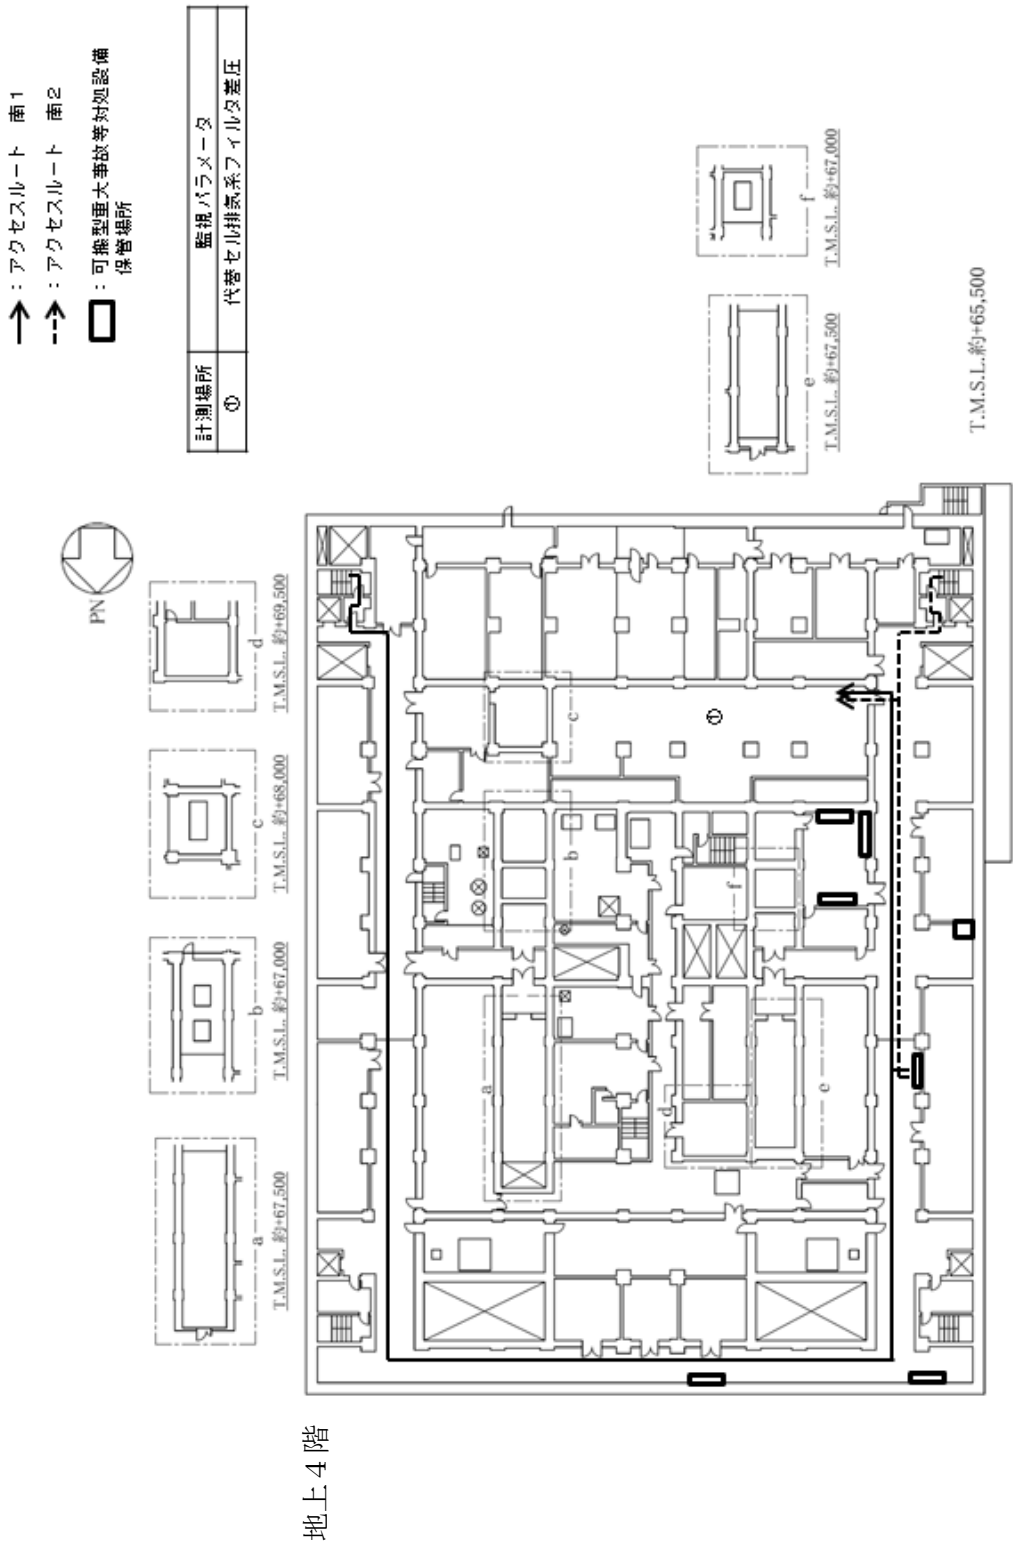 地上４階
→：アクセスルート　南１
⇢：アクセスルート　南２
：可搬型重大事故等対処設備
保管場所
計測場所　監視パラメータ
①　代替セル排気系フィルタ差圧
PN
a
T.M.S.L. 約+67,500
b
T.M.S.L. 約+67,000
c
T.M.S.L. 約+68,000
d
T.M.S.L. 約+69,500
e
T.M.S.L. 約+67,500
f
T.M.S.L. 約+67,000
a
b
c
d
e
f
①
T.M.S.L.約+65,500